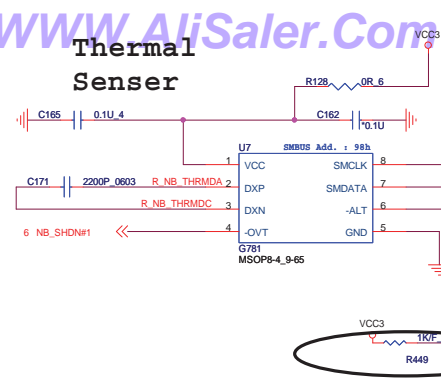 WWW.AliSaler.Com
Thermal
Senser
VCC3
R128 0R_6
C165 0.1U_4
C162 *0.1U
U7 SMBUS Add. : 98h
1 VCC SMCLK 8
C171 2200P_0603 R_NB_THRMDA 2 DXP SMDATA 7
R_NB_THRMDC 3 DXN -ALT 6
6 NB_SHDN#1 4 -OVT GND 5
G781
MSOP8-4_9-65
VCC3
1K/F_
R449